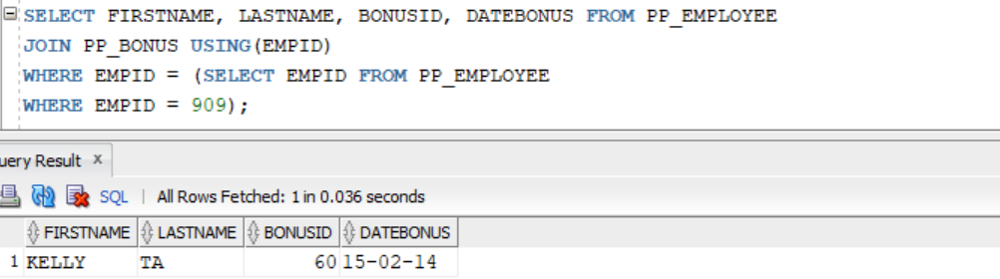 SELECT FIRSTNAME, LASTNAME, BONUSID, DATEBONUS FROM PP_EMPLOYEE
JOIN PP_BONUS USING(EMPID)
WHERE EMPID = (SELECT EMPID FROM PP_EMPLOYEE
WHERE EMPID = 909);
uery Result x
SQL | All Rows Fetched: 1 in 0.036 seconds
FIRSTNAME LASTNAME BONUSID DATEBONUS
1 KELLY TA 60 15-02-14